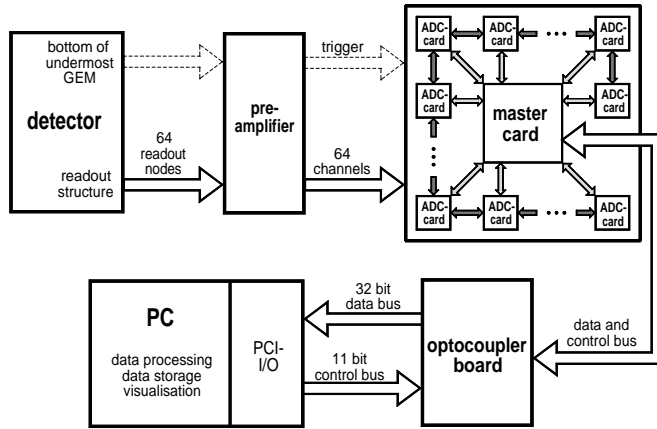 bottom of
undermost
GEM
detector
64
readout
nodes
readout
structure
pre-
amplifier
trigger
64
channels
ADC-
card
ADC-
card
...
ADC-
card
ADC-
card
master
card
ADC-
card
...
ADC-
card
ADC-
card
...
ADC-
card
PC
data processing
data storage
visualisation
PCI-
I/O
32 bit
data bus
11 bit
control bus
optocoupler
board
data and
control bus